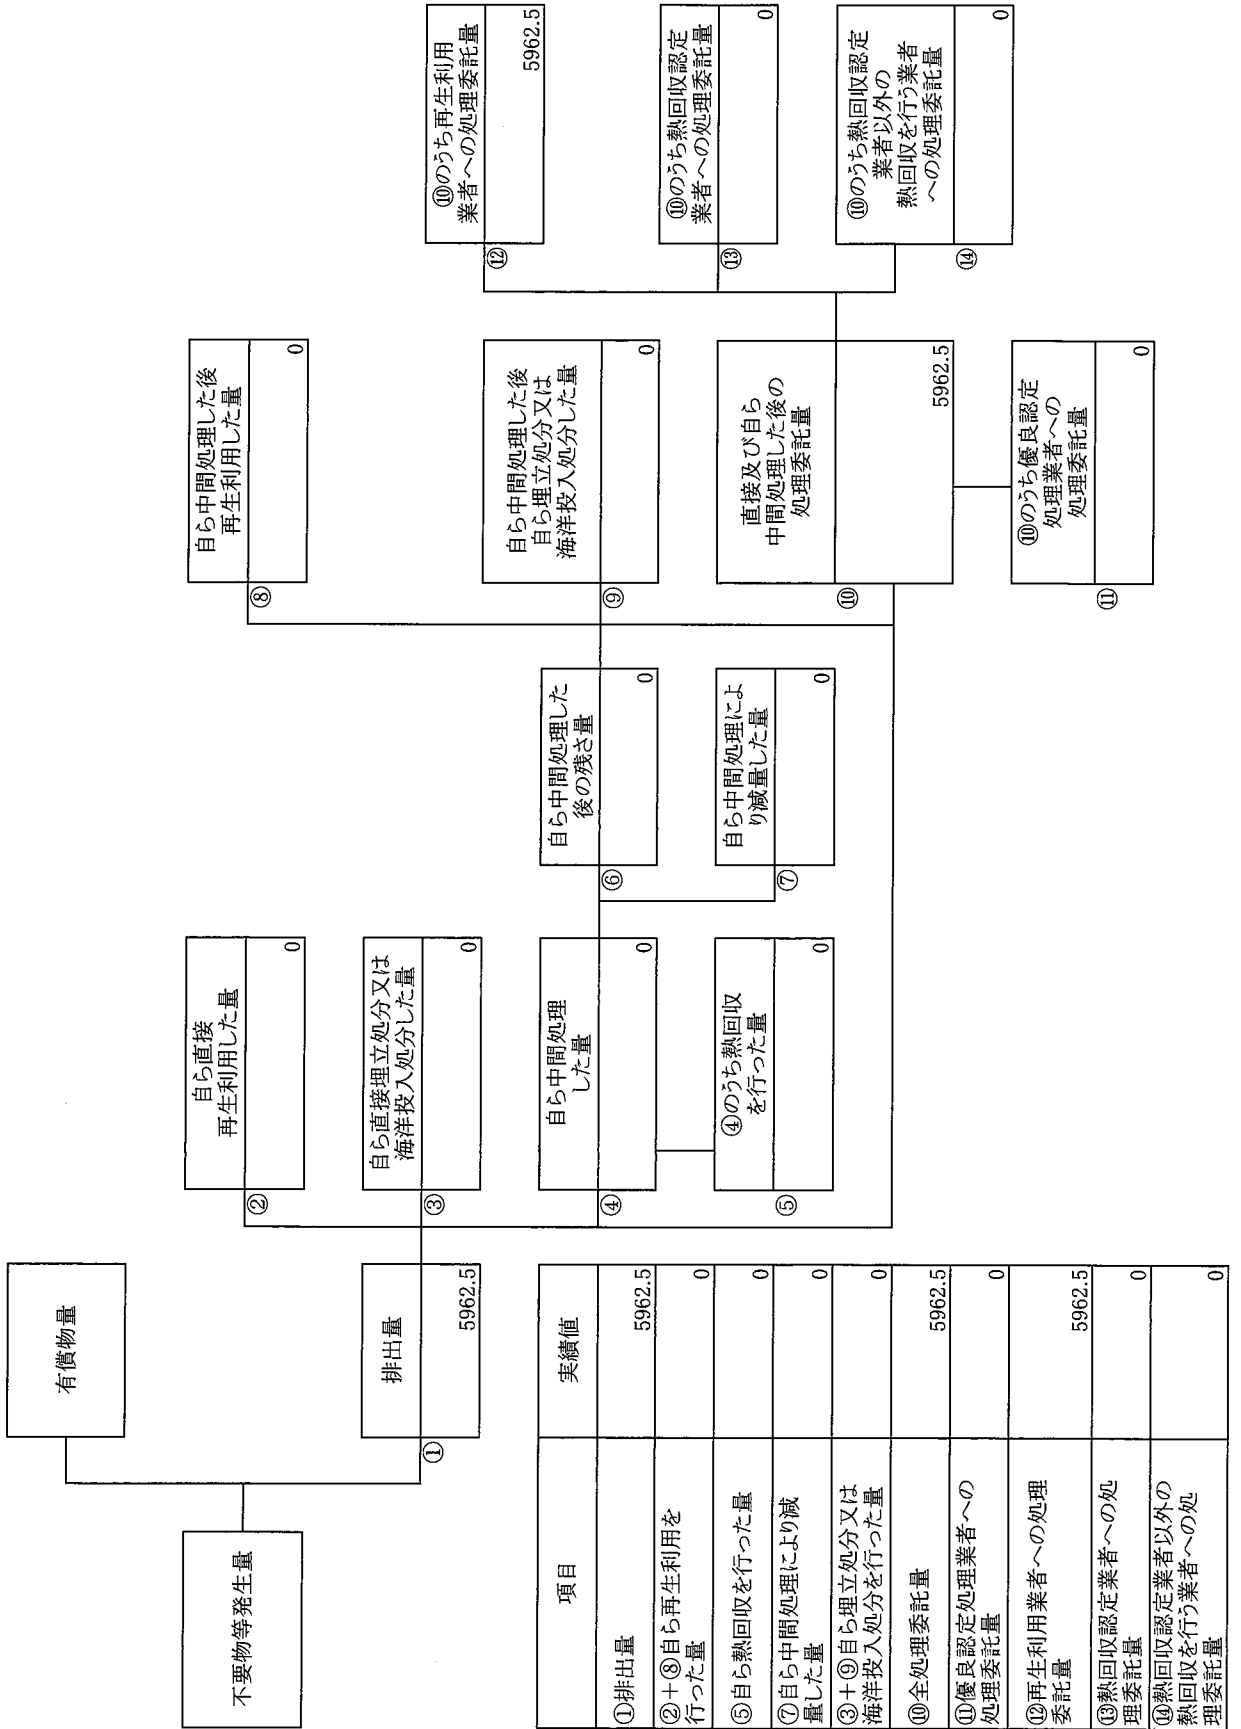 不要物等発生量
有償物量
①
排出量
5962.5
②
自ら直接
再生利用した量
0
③
自ら直接埋立処分又は
海洋投入処分した量
0
④
自ら中間処理
した量
0
⑤
④のうち熱回収
を行った量
0
⑥
自ら中間処理した
後の残さ量
0
⑦
自ら中間処理によ
り減量した量
0
⑧
自ら中間処理した後
再生利用した量
0
⑨
自ら中間処理した後
自ら埋立処分又は
海洋投入処分した量
0
⑩
直接及び自ら
中間処理した後の
処理委託量
5962.5
⑪
⑩のうち優良認定
処理業者への
処理委託量
0
⑫
⑩のうち再生利用
業者への処理委託量
5962.5
⑬
⑩のうち熱回収認定
業者への処理委託量
0
⑭
⑩のうち熱回収認定
業者以外の
熱回収を行う業者
への処理委託量
0
項目 実績値
①排出量 5962.5
②+⑧自ら再生利用を
行った量 0
⑤自ら熱回収を行った量 0
⑦自ら中間処理により減
量した量 0
③+⑨自ら埋立処分又は
海洋投入処分を行った量 0
⑩全処理委託量 5962.5
⑪優良認定処理業者への
処理委託量 0
⑫再生利用業者への処理
委託量 5962.5
⑬熱回収認定業者への処
理委託量 0
⑭熱回収認定業者以外の
熱回収を行う業者への処
理委託量 0